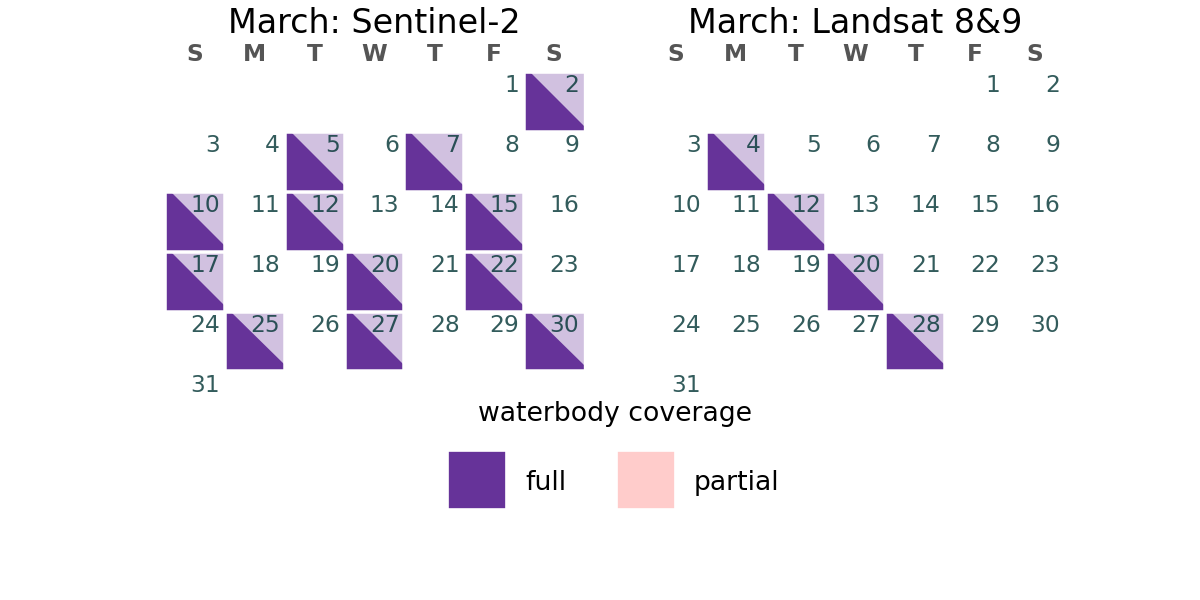 March: Sentinel-2
S M T W T F S
1 2
3 4 5 6 7 8 9
10 11 12 13 14 15 16
17 18 19 20 21 22 23
24 25 26 27 28 29 30
31
March: Landsat 8&9
S M T W T F S
1 2
3 4 5 6 7 8 9
10 11 12 13 14 15 16
17 18 19 20 21 22 23
24 25 26 27 28 29 30
31
waterbody coverage
full
partial